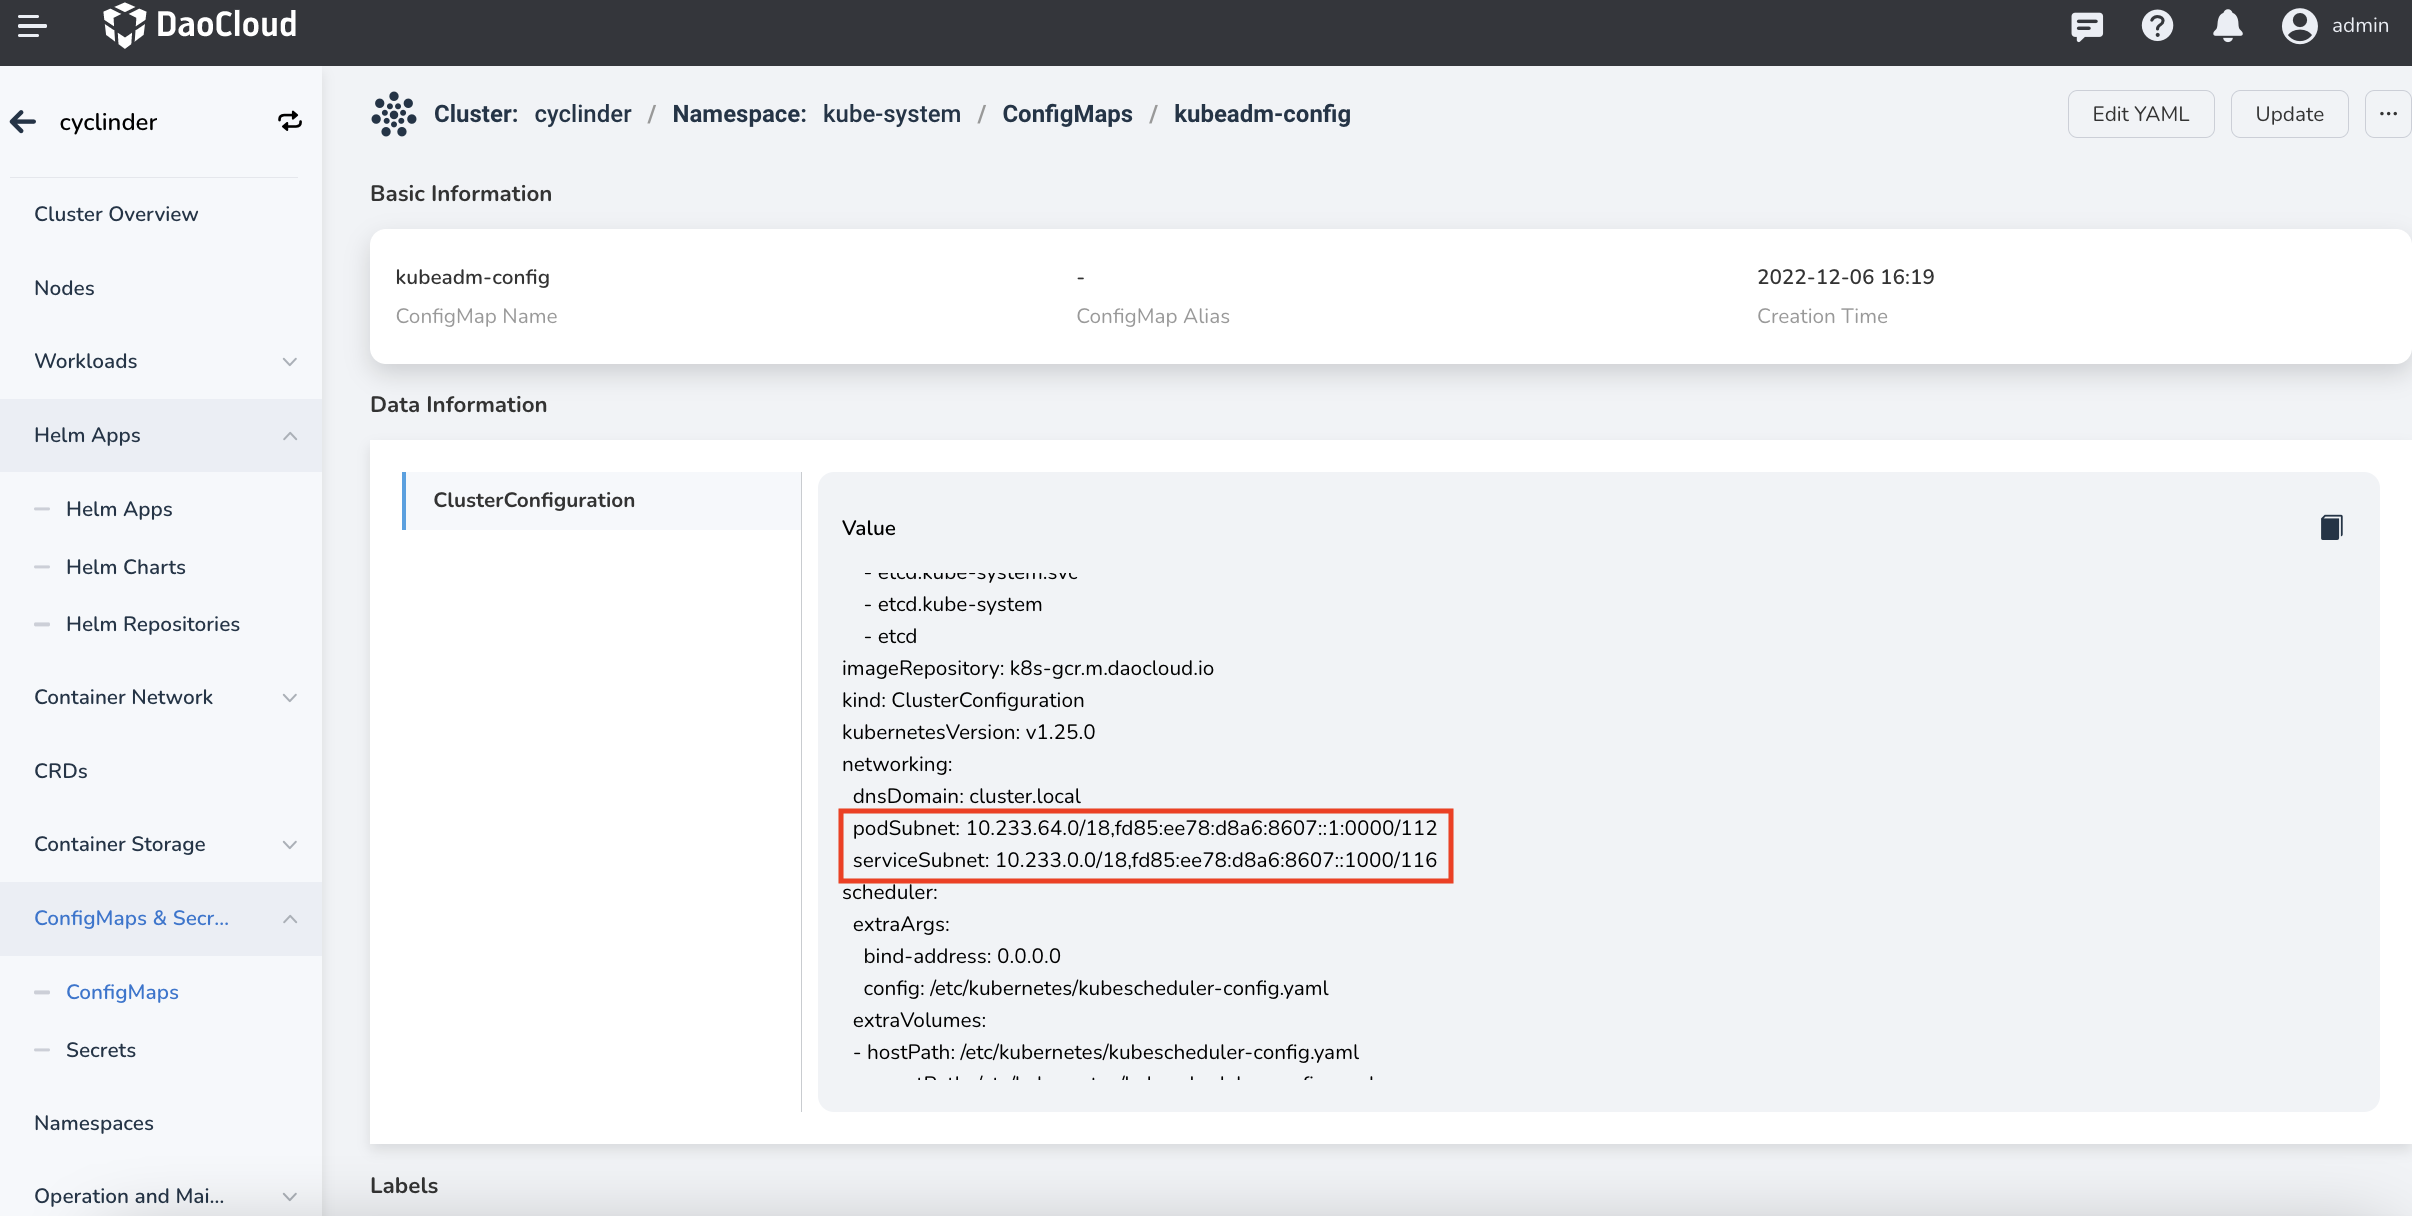 DaoCloud
admin
cyclinder
Cluster Overview
Nodes
Workloads
Helm Apps
Helm Apps
Helm Charts
Helm Repositories
Container Network
CRDs
Container Storage
ConfigMaps & Secr...
ConfigMaps
Secrets
Namespaces
Operation and Mai...
Cluster: cyclinder / Namespace: kube-system / ConfigMaps / kubeadm-config
Edit YAML
Update
...
Basic Information
kubeadm-config
ConfigMap Name
-
ConfigMap Alias
2022-12-06 16:19
Creation Time
Data Information
ClusterConfiguration
Value
- etcd.kube-system.svc
- etcd.kube-system
- etcd
imageRepository: k8s-gcr.m.daocloud.io
kind: ClusterConfiguration
kubernetesVersion: v1.25.0
networking:
dnsDomain: cluster.local
podSubnet: 10.233.64.0/18,fd85:ee78:d8a6:8607::1:0000/112
serviceSubnet: 10.233.0.0/18,fd85:ee78:d8a6:8607::1000/116
scheduler:
extraArgs:
bind-address: 0.0.0.0
config: /etc/kubernetes/kubescheduler-config.yaml
extraVolumes:
- hostPath: /etc/kubernetes/kubescheduler-config.yaml
Labels